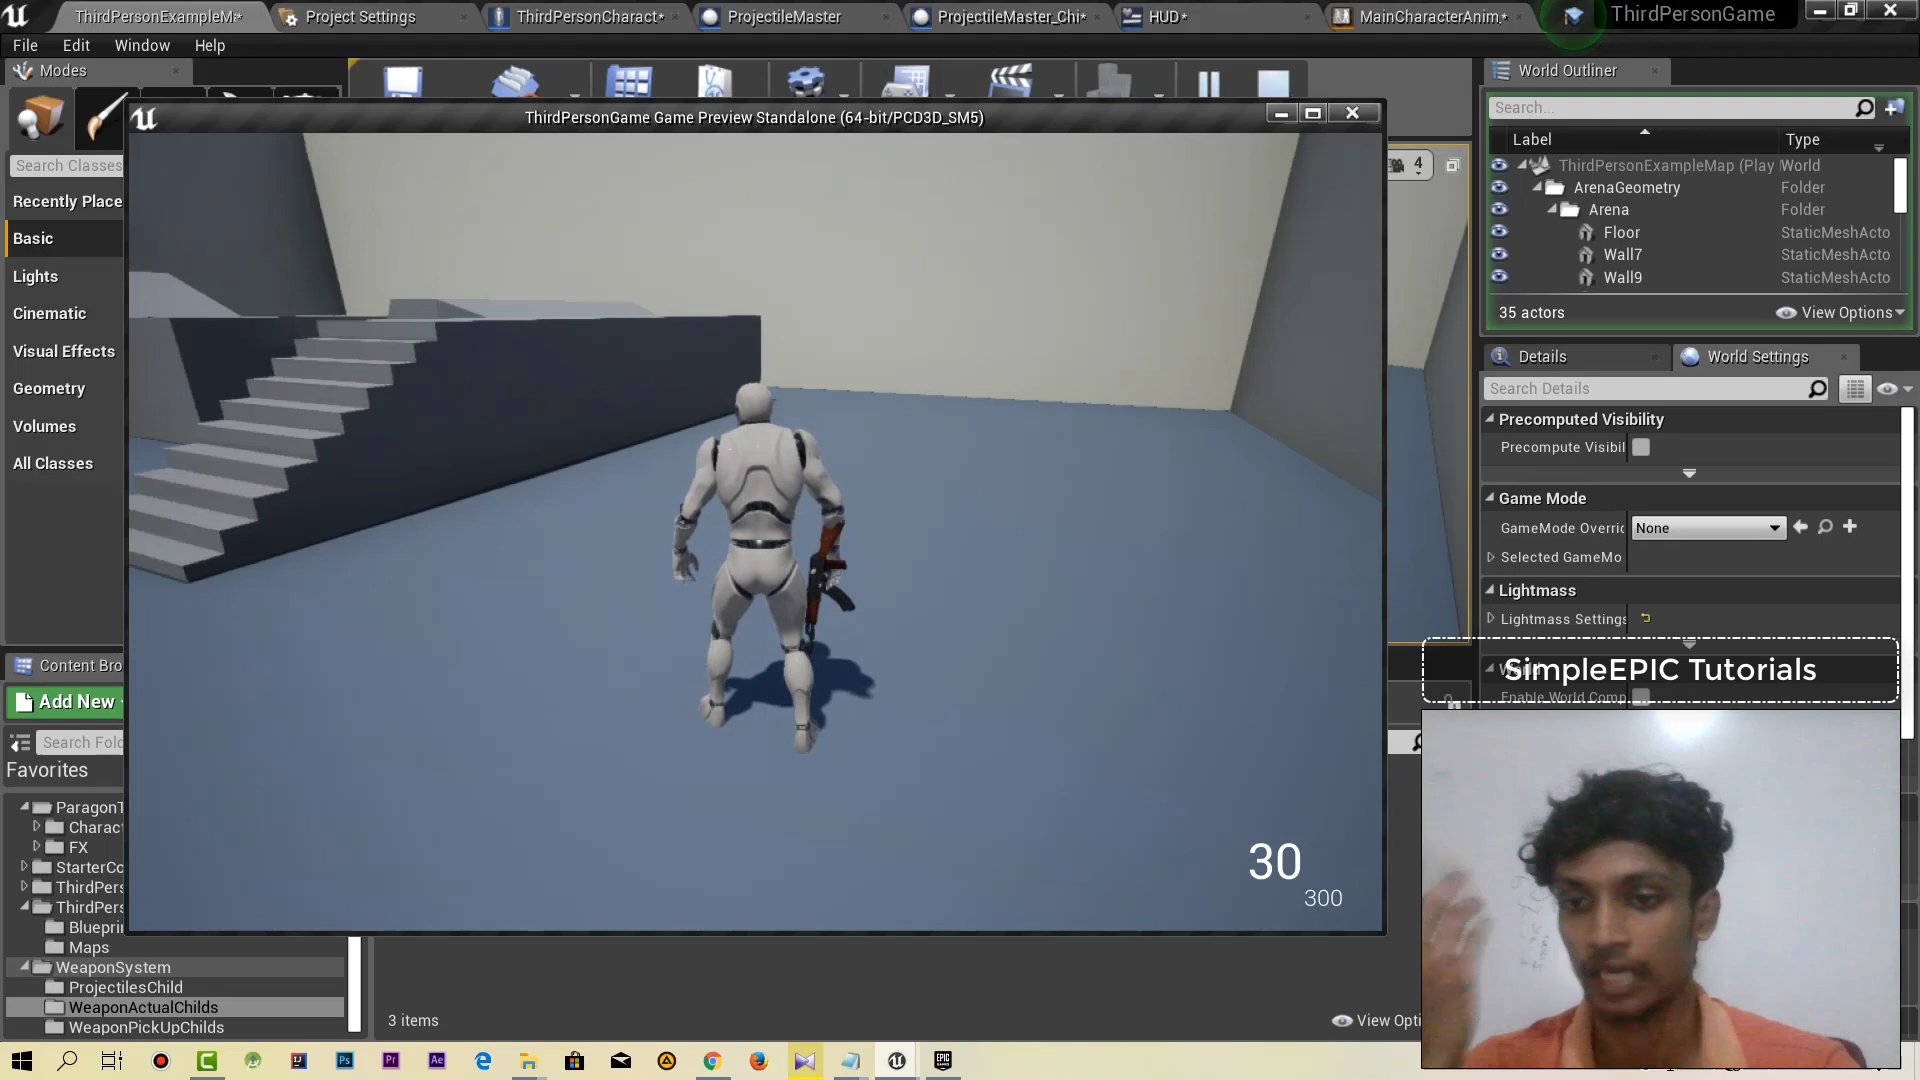 ThirdPersonExampleMa*
Project Settings
ThirdPersonCharact*
ProjectileMaster
ProjectileMaster_Chi*
HUD*
MainCharacterAnim.*
ThirdPersonGame
File
Edit
Window
Help
Modes
World Outliner
ThirdPersonGame Game Preview Standalone (64-bit/PCD3D_SM5)
Search...
Label
Type
Search Classes
4
ThirdPersonExampleMap (Play
World
Recently Place
ArenaGeometry
Folder
Arena
Folder
Basic
Floor
StaticMeshActo
Wall7
StaticMeshActo
Lights
Wall9
StaticMeshActo
Cinematic
35 actors
View Options
Visual Effects
Details
World Settings
Geometry
Search Details
Volumes
Precomputed Visibility
Precompute Visibil
All Classes
Game Mode
GameMode Overric
None
Selected GameMo
Lightmass
Lightmass Settings
Content Bro
SimpleEPIC Tutorials
Enable World Comp
Add New
Search Fold
Favorites
ParagonT
Charact
FX
StarterCo
ThirdPers
ThirdPers
Blueprin
Maps
WeaponSystem
ProjectilesChild
WeaponActualChilds
WeaponPickUpChilds
30
300
3 items
View Opti